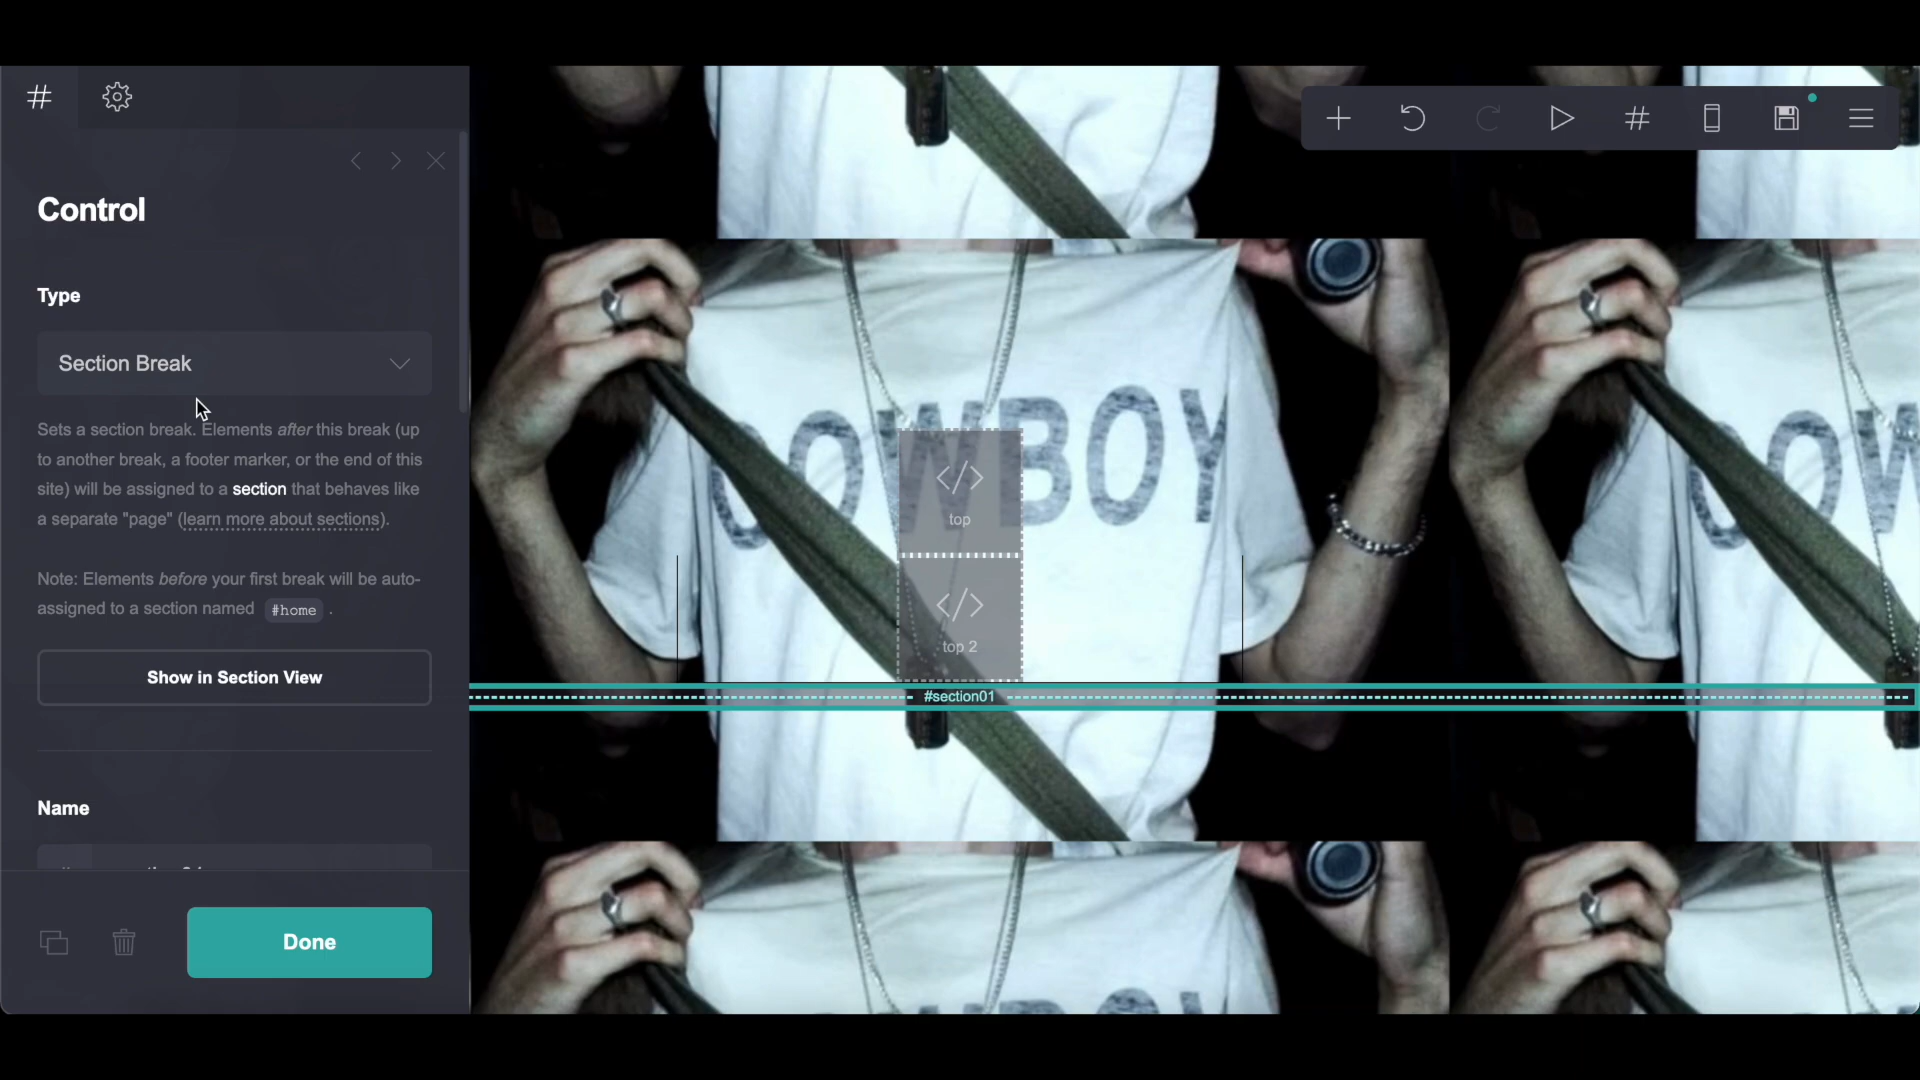 #
Control
Type
Section Break
Sets a section break. Elements after this break (up
to another break, a footer marker, or the end of this
site) will be assigned to a section that behaves like
a separate "page" (learn more about sections).
Note: Elements before your first break will be auto-
assigned to a section named #home .
Show in Section View
Name
Done
COWBOY
COW
</>
top
</>
top 2
#section01